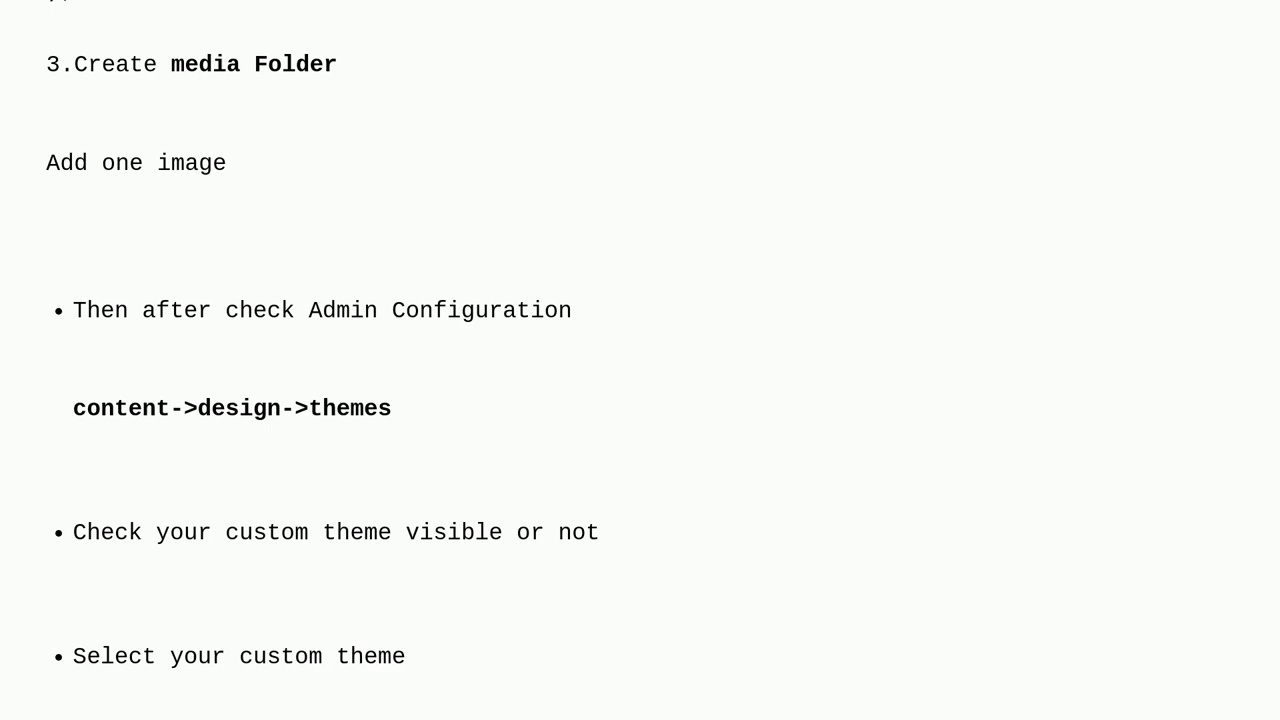 3.Create media Folder
Add one image
• Then after check Admin Configuration
content->design->themes
• Check your custom theme visible or not
• Select your custom theme